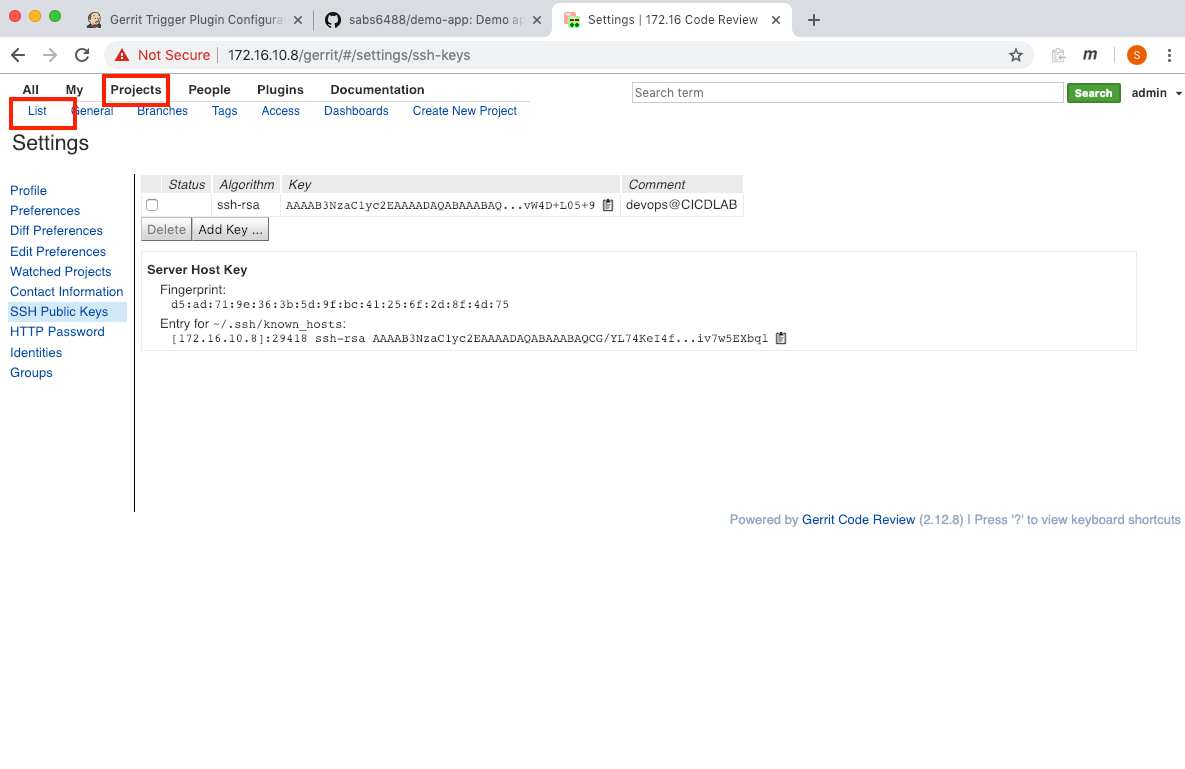 Gerrit Trigger Plugin Configura
sabs6488/demo-app: Demo ap
Settings | 172.16 Code Review
Not Secure
172.16.10.8/gerrit/#/settings/ssh-keys
m
S
All My Projects People Plugins Documentation
Search term
Search
admin
List General Branches Tags Access Dashboards Create New Project
Settings
Profile
Preferences
Diff Preferences
Edit Preferences
Watched Projects
Contact Information
SSH Public Keys
HTTP Password
Identities
Groups
Status Algorithm Key Comment
ssh-rsa AAAAB3NzaC1yc2EAAAADAQABAAABAQ...vW4D+L05+9 devops@CICDLAB
Delete Add Key ...
Server Host Key
Fingerprint:
d5:ad:71:9e:36:3b:5d:9f:bc:41:25:6f:2d:8f:4d:75
Entry for ~/.ssh/known_hosts:
[172.16.10.8]:29418 ssh-rsa AAAAB3NzaC1yc2EAAAADAQABAAABAQCG/YL74KeI4f...iv7w5EXbql
Powered by Gerrit Code Review (2.12.8) | Press '?' to view keyboard shortcuts